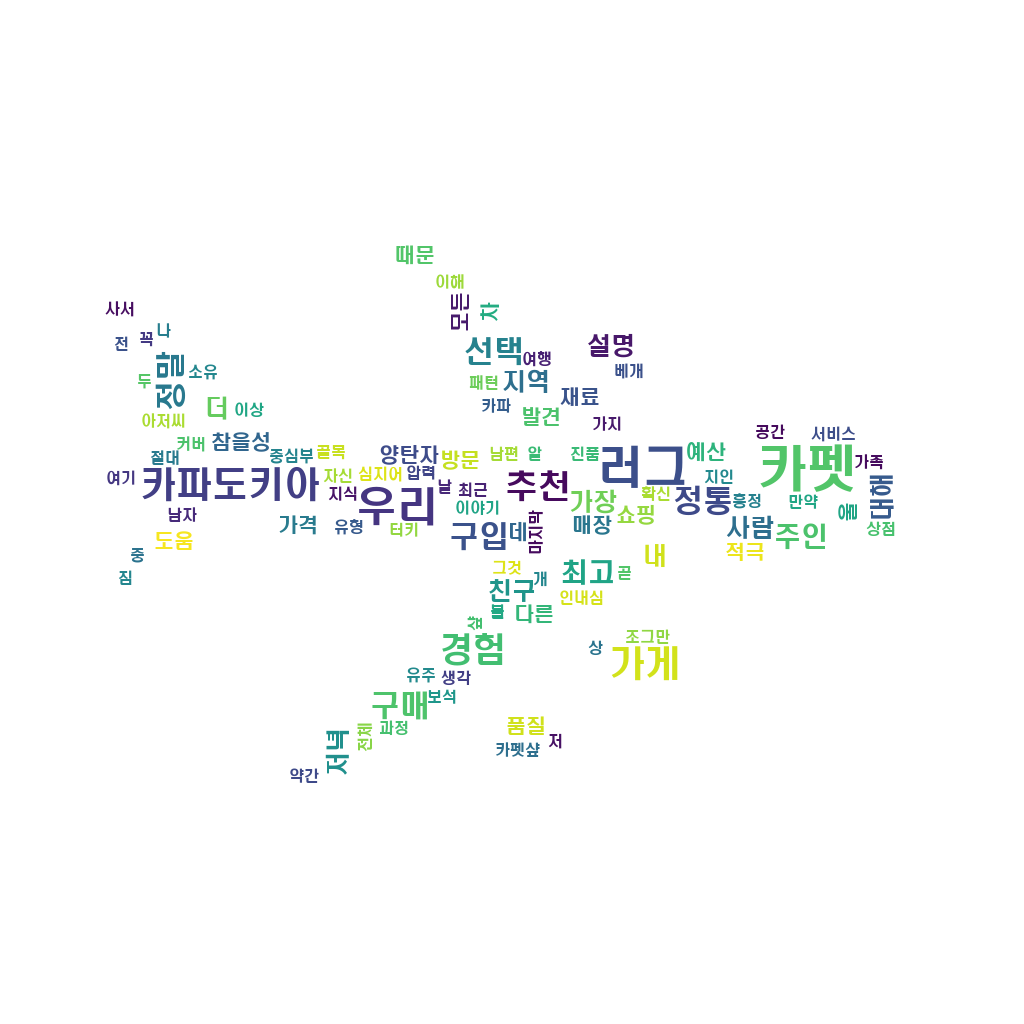 때문
이해
모든
차
사서
전
꼭
나
정말
소유
두
더
이상
아저씨
선택
여행
설명
베개
패턴
지역
카파
재료
발견
가지
커버
참을성
절대
중심부
골목
양탄자
방문
남편
알
진품
러그
예산
공간
서비스
카펫
가족
여기
카파도키아
자신
심지어
압력
지식
우리
날
최근
추천
이야기
가장
확신
지인
정통
흥정
만약
대해
올
남자
가격
유형
터키
구입
데
마지막
매장
쇼핑
사람
주인
상점
도움
중
짐
그것
개
최고
곧
내
적극
친구
인내심
뿔
다른
샾
경험
상
조그만
가게
유주
생각
구매
보석
저녁
전체
과정
품질
카펫샾
저
약간